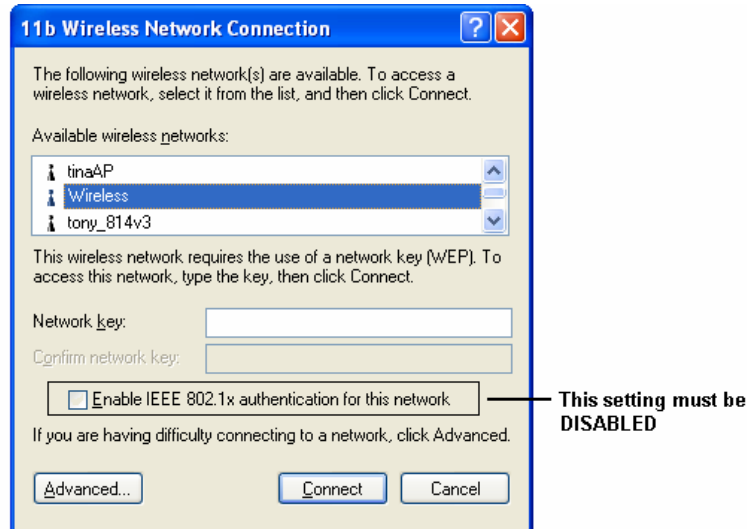 11b Wireless Network Connection
The following wireless network(s) are available. To access a
wireless network, select it from the list, and then click Connect.
Available wireless networks:
tinaAP
Wireless
tony_814v3
This wireless network requires the use of a network key (WEP). To
access this network, type the key, then click Connect.
Network key:
Confirm network key:
Enable IEEE 802.1x authentication for this network
This setting must be
DISABLED
If you are having difficulty connecting to a network, click Advanced.
Advanced...
Connect
Cancel